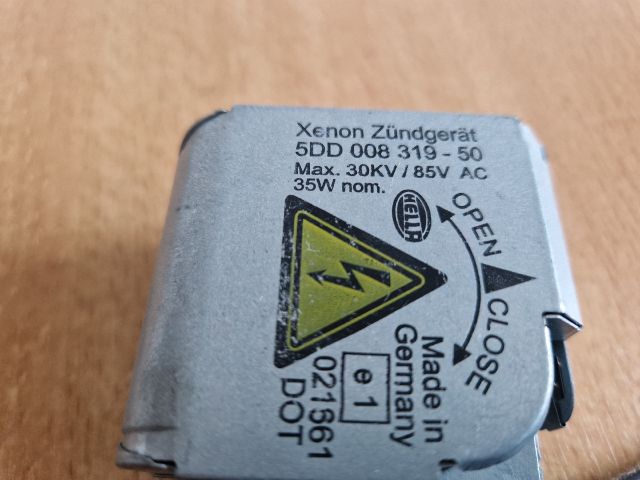 Xenon Zündgerät
5DD 008 319 - 50
Max. 30KV / 85V AC
35W nom.
HELLA
OPEN
CLOSE
Made in
Germany
e 1
021661
DOT